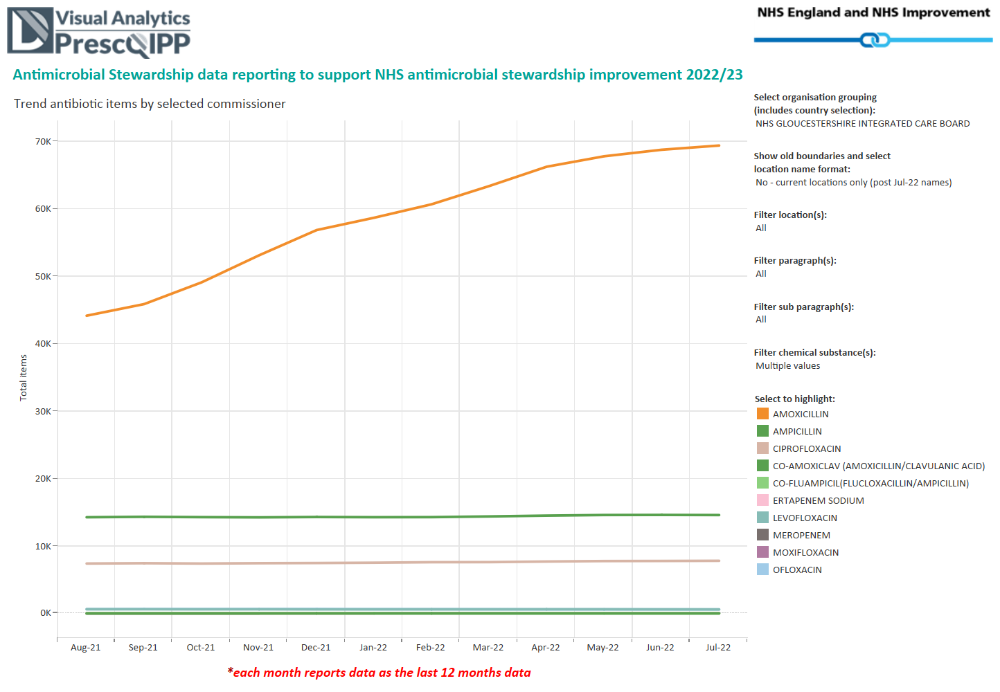 Visual Analytics
PrescQIPP
NHS England and NHS Improvement
Antimicrobial Stewardship data reporting to support NHS antimicrobial stewardship improvement 2022/23
Trend antibiotic items by selected commissioner
Total items
70K
60K
50K
40K
30K
20K
10K
0K
Aug-21 Sep-21 Oct-21 Nov-21 Dec-21 Jan-22 Feb-22 Mar-22 Apr-22 May-22 Jun-22 Jul-22
*each month reports data as the last 12 months data
Select organisation grouping
(includes country selection):
NHS GLOUCESTERSHIRE INTEGRATED CARE BOARD
Show old boundaries and select
location name format:
No - current locations only (post Jul-22 names)
Filter location(s):
All
Filter paragraph(s):
All
Filter sub paragraph(s):
All
Filter chemical substance(s):
Multiple values
Select to highlight:
AMOXICILLIN
AMPICILLIN
CIPROFLOXACIN
CO-AMOXICLAV (AMOXICILLIN/CLAVULANIC ACID)
CO-FLUAMPICIL(FLUCLOXACILLIN/AMPICILLIN)
ERTAPENEM SODIUM
LEVOFLOXACIN
MEROPENEM
MOXIFLOXACIN
OFLOXACIN